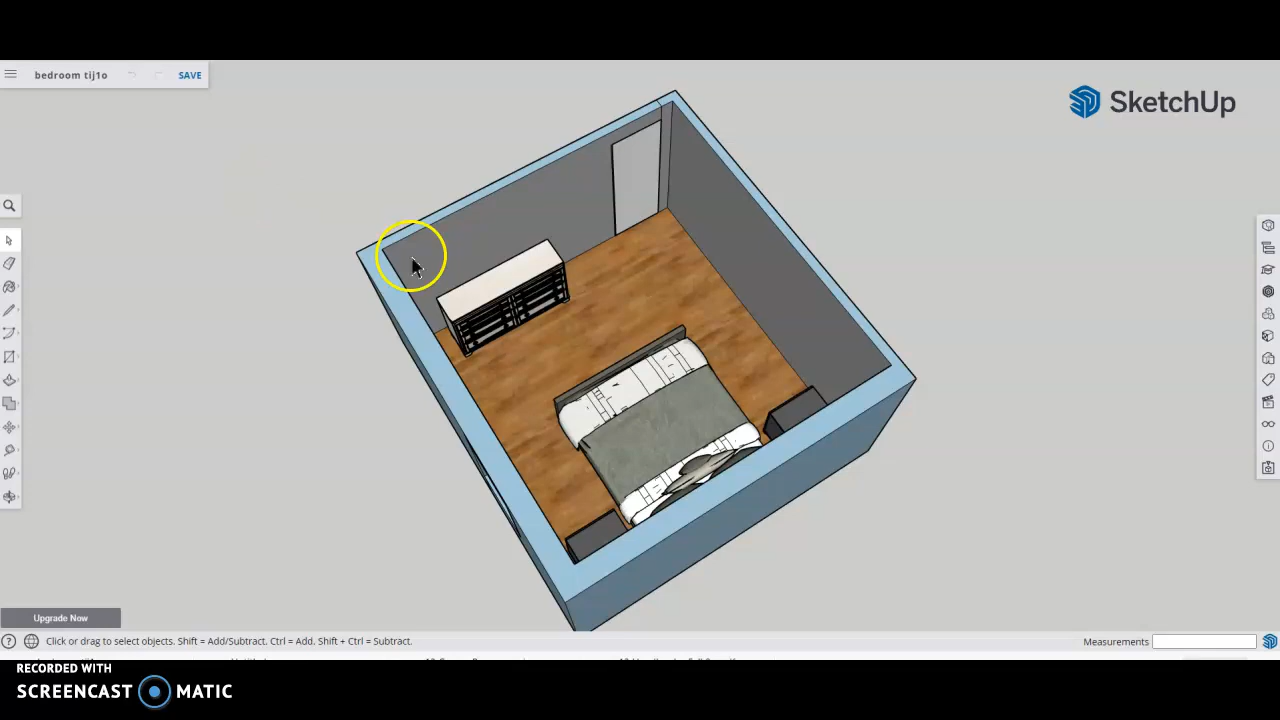 bedroom tij1o
SAVE
SketchUp
Upgrade Now
Click or drag to select objects. Shift = Add/Subtract. Ctrl = Add. Shift + Ctrl = Subtract.
Measurements
RECORDED WITH
SCREENCAST MATIC